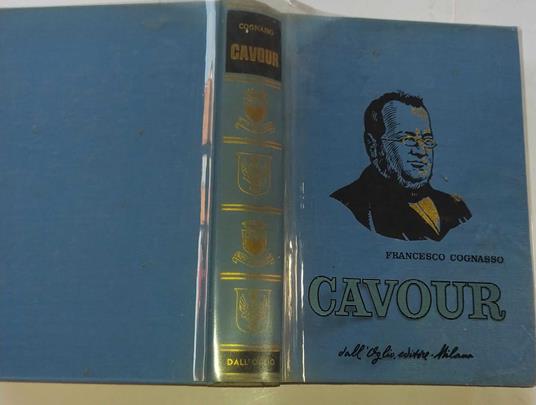 COGNASSO
CAVOUR
DALL'OGLIO
FRANCESCO COGNASSO
CAVOUR
dall'Oglio, editore - Milano